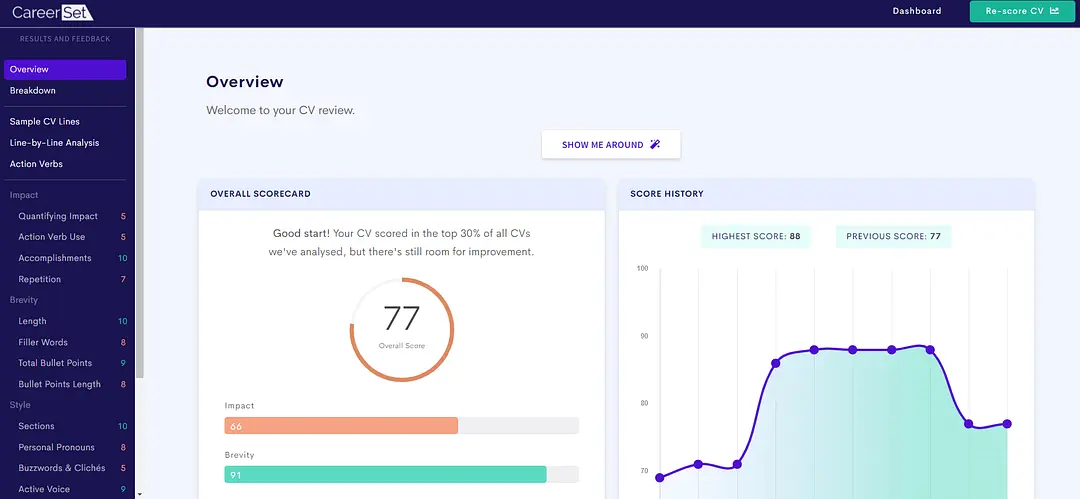 CareerSet
Dashboard
Re-score CV
RESULTS AND FEEDBACK
Overview
Breakdown
Sample CV Lines
Line-by-Line Analysis
Action Verbs
Impact
Quantifying Impact 5
Action Verb Use 5
Accomplishments 10
Repetition 7
Brevity
Length 10
Filler Words 8
Total Bullet Points 9
Bullet Points Length 8
Style
Sections 10
Personal Pronouns 8
Buzzwords & Clichés 5
Active Voice 9
Overview
Welcome to your CV review.
SHOW ME AROUND
OVERALL SCORECARD
Good start! Your CV scored in the top 30% of all CVs
we've analysed, but there's still room for improvement.
77
Overall Score
Impact
66
Brevity
91
SCORE HISTORY
HIGHEST SCORE: 88
PREVIOUS SCORE: 77
100
90
80
70